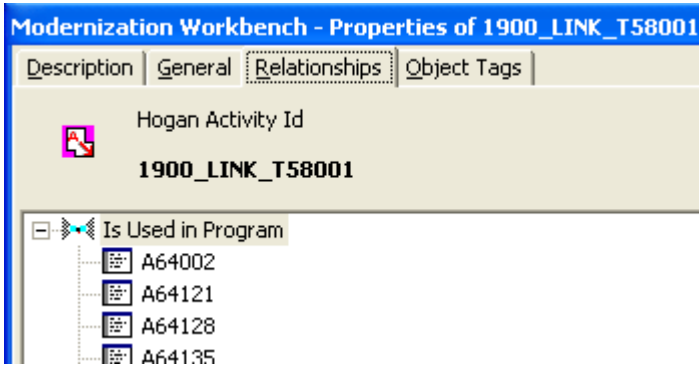 Modernization Workbench - Properties of 1900_LINK_T58001
Description General Relationships Object Tags
Hogan Activity Id
1900_LINK_T58001
Is Used in Program
A64002
A64121
A64128
A64135